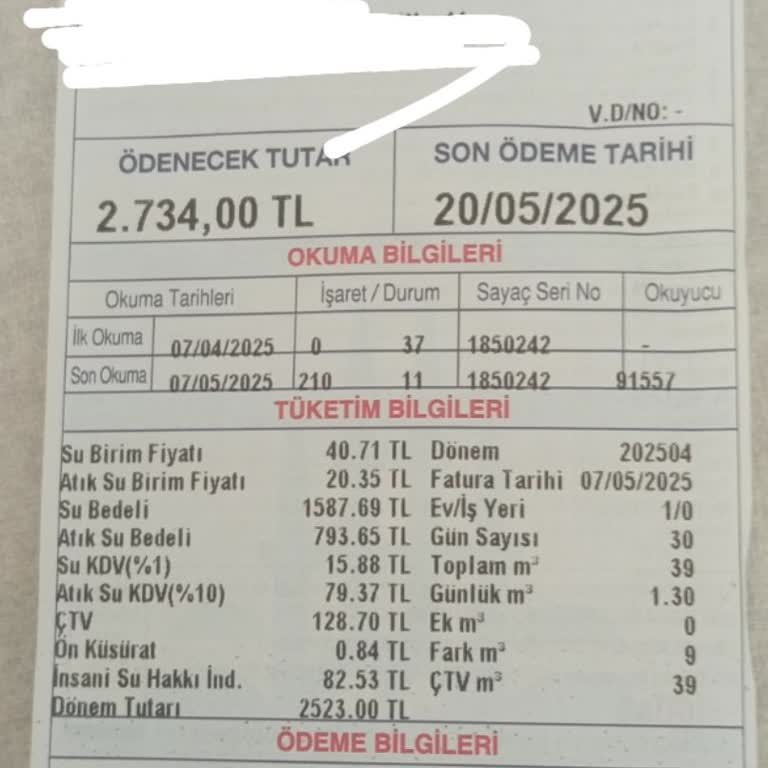 V.D/NO: -
ÖDENECEK TUTAR SON ÖDEME TARİHİ
2.734,00 TL 20/05/2025
OKUMA BİLGİLERİ
Okuma Tarihleri İşaret / Durum Sayaç Seri No Okuyucu
İlk Okuma 07/04/2025 0 37 1850242 -
Son Okuma 07/05/2025 210 11 1850242 91557
TÜKETİM BİLGİLERİ
Su Birim Fiyatı 40.71 TL Dönem 202504
Atık Su Birim Fiyatı 20.35 TL Fatura Tarihi 07/05/2025
Su Bedeli 1587.69 TL Ev/İş Yeri 1/0
Atık Su Bedeli 793.65 TL Gün Sayısı 30
Su KDV(%1) 15.88 TL Toplam m³ 39
Atık Su KDV(%10) 79.37 TL Günlük m³ 1.30
ÇTV 128.70 TL Ek m³ 0
Ön Küsürat 0.84 TL Fark m³ 9
İnsani Su Hakkı İnd. 82.53 TL ÇTV m³ 39
Dönem Tutarı 2523.00 TL
ÖDEME BİLGİLERİ